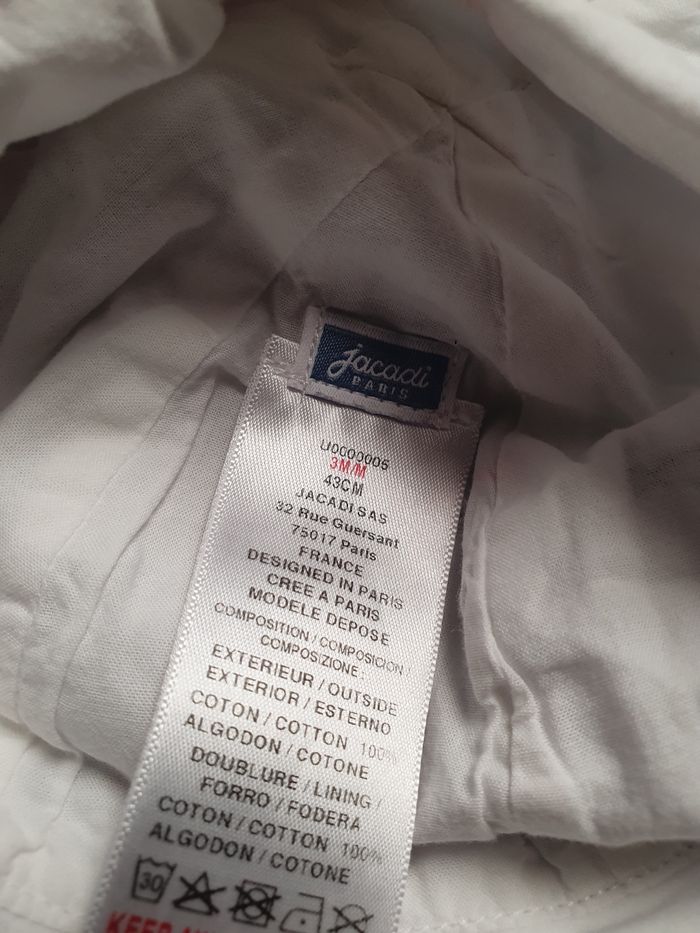 jacadi
PARIS
U0000005
3M/M
43CM
JACADI SAS
32 Rue Guersant
75017 Paris
FRANCE
DESIGNED IN PARIS
CREE A PARIS
MODELE DEPOSE
COMPOSITION / COMPOSICION /
COMPOSIZIONE :
EXTERIEUR / OUTSIDE
EXTERIOR / ESTERNO
COTON / COTTON 100%
ALGODON / COTONE
DOUBLURE / LINING /
FORRO / FODERA
COTON / COTTON 100%
ALGODON / COTONE
30
KEEP